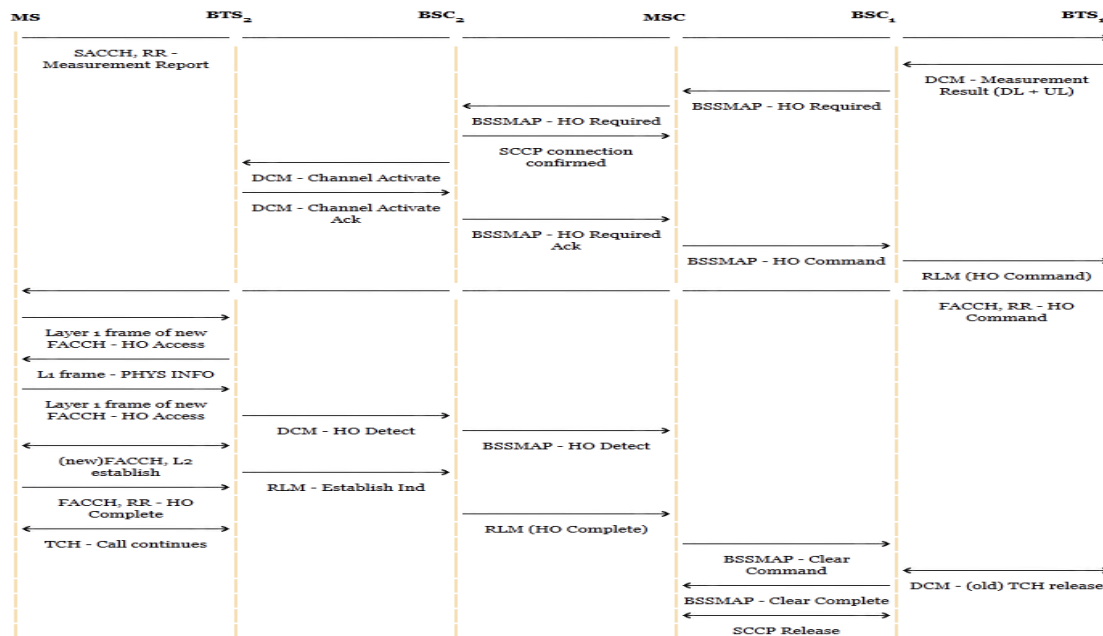 MS BTS₂ BSC₂ MSC BSC₁ BTS₁
SACCH, RR -
Measurement Report
DCM - Measurement
Result (DL + UL)
BSSMAP - HO Required
BSSMAP - HO Required
SCCP connection
confirmed
DCM - Channel Activate
DCM - Channel Activate
Ack
BSSMAP - HO Required
Ack
BSSMAP - HO Command
RLM (HO Command)
FACCH, RR - HO
Command
Layer 1 frame of new
FACCH - HO Access
L1 frame - PHYS INFO
Layer 1 frame of new
FACCH - HO Access
DCM - HO Detect
BSSMAP - HO Detect
(new)FACCH, L2
establish
RLM - Establish Ind
FACCH, RR - HO
Complete
RLM (HO Complete)
TCH - Call continues
BSSMAP - Clear
Command
DCM - (old) TCH release
BSSMAP - Clear Complete
SCCP Release